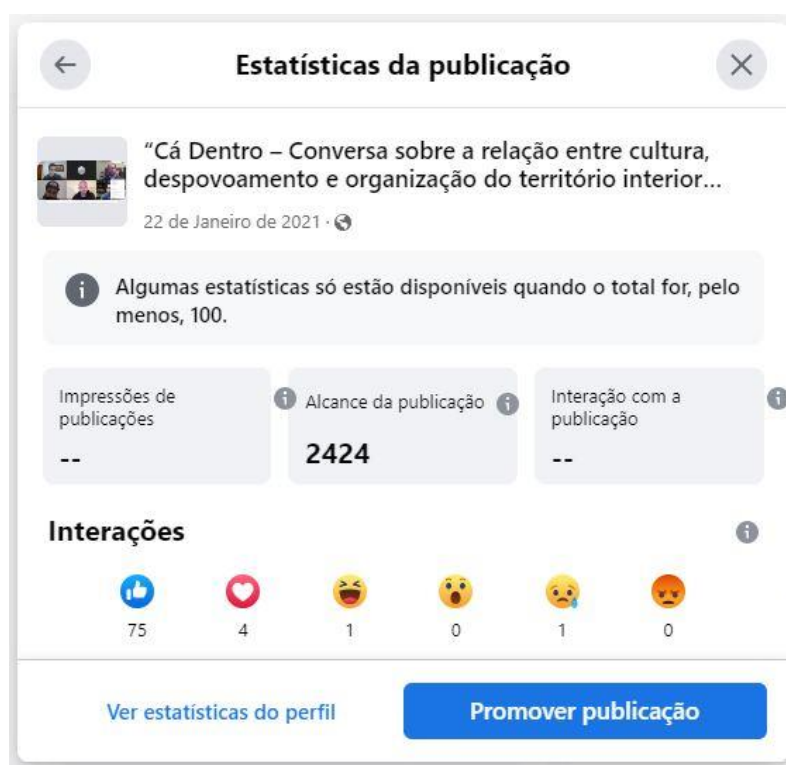 Estatísticas da publicação
“Cá Dentro – Conversa sobre a relação entre cultura,
despovoamento e organização do território interior...
22 de Janeiro de 2021 ·
Algumas estatísticas só estão disponíveis quando o total for, pelo
menos, 100.
Impressões de
publicações
--
Alcance da publicação
2424
Interação com a
publicação
--
Interações
75 4 1 0 1 0
Ver estatísticas do perfil
Promover publicação